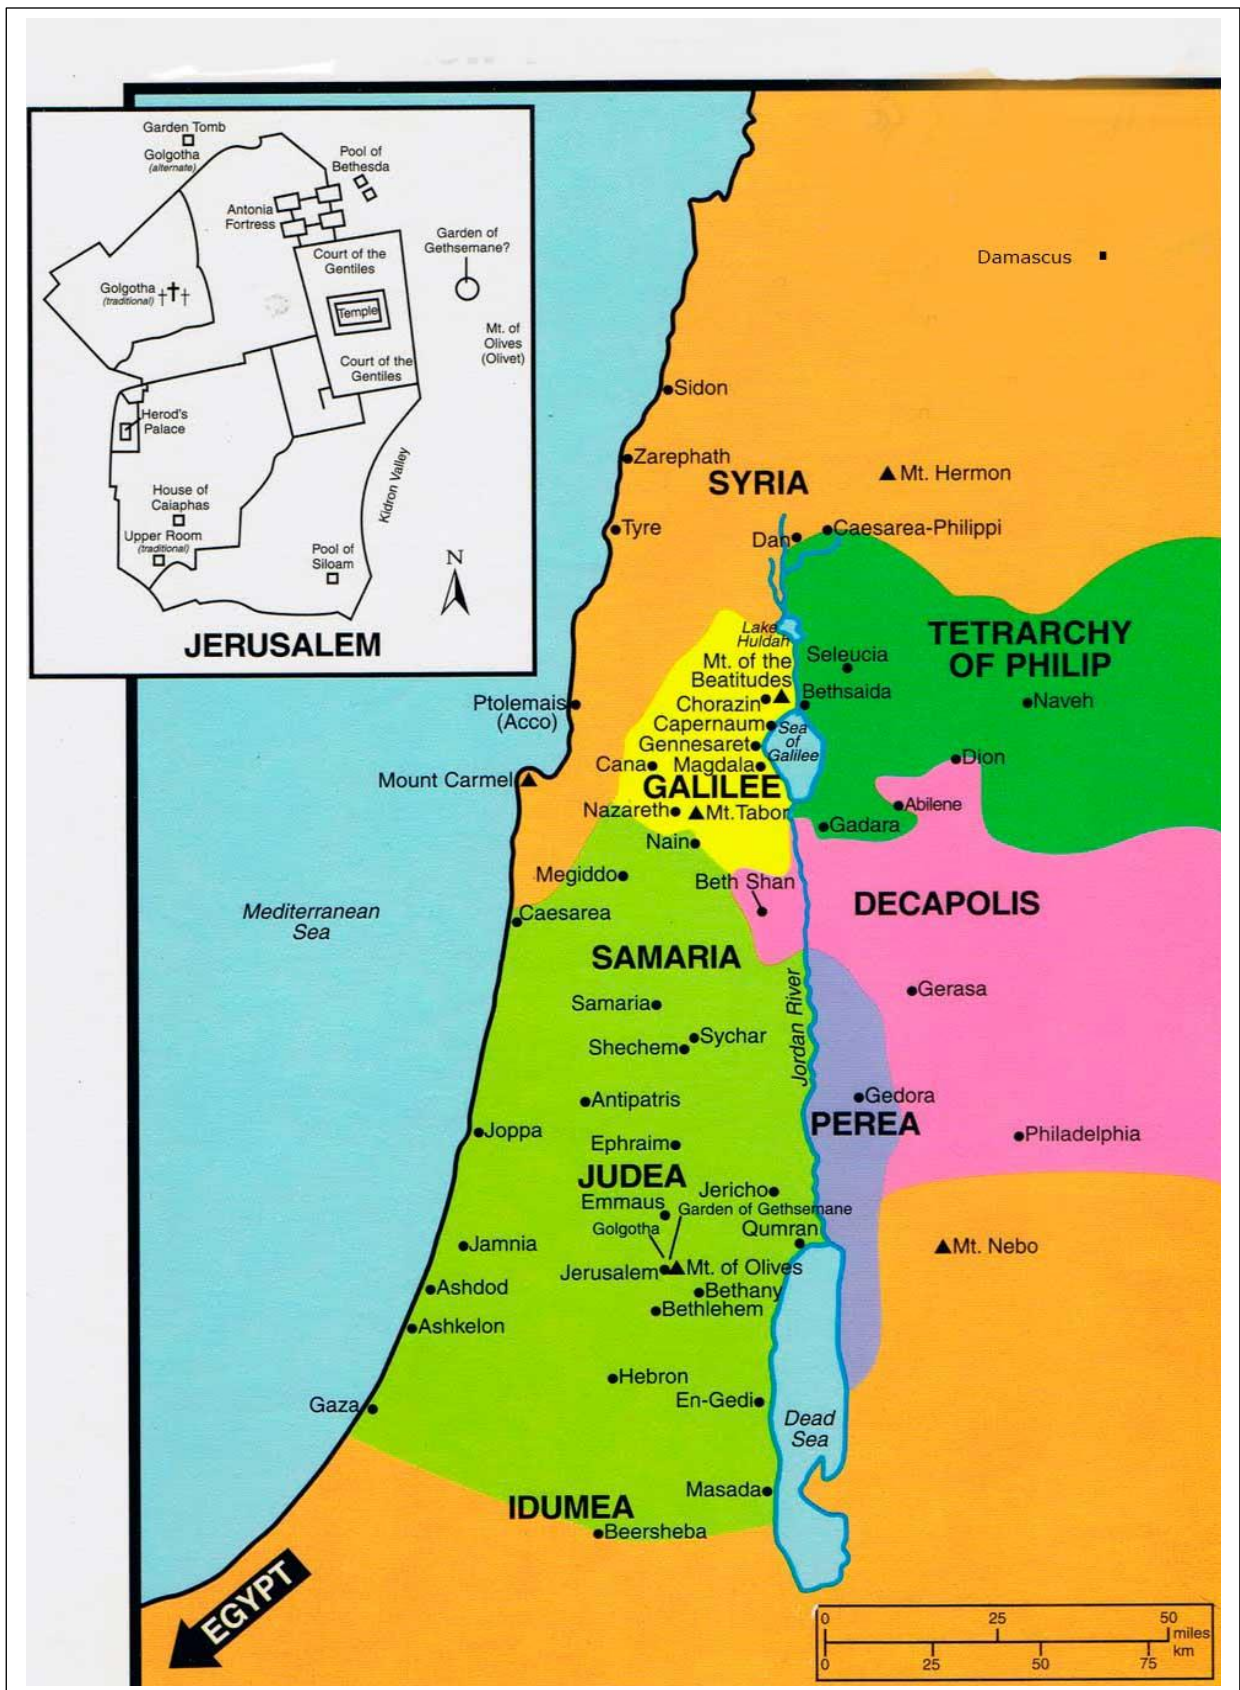 Garden Tomb
Golgotha
(alternate)
Pool of
Bethesda
Antonia
Fortress
Garden of
Gethsemane?
Court of the
Gentiles
Golgotha
(traditional)
Temple
Mt. of
Olives
(Olivet)
Court of the
Gentiles
Herod's
Palace
Kidron Valley
House of
Caiaphas
Upper Room
(traditional)
Pool of
Siloam
N
JERUSALEM
Damascus
Sidon
Zarephath
SYRIA
Mt. Hermon
Tyre
Dan
Caesarea-Philippi
Lake
Huldah
TETRARCHY
OF PHILIP
Seleucia
Mt. of the
Beatitudes
Bethsaida
Naveh
Chorazin
Ptolemais
(Acco)
Capernaum
Sea
of
Galilee
Gennesaret
Cana
Magdala
Dion
Mount Carmel
GALILEE
Abilene
Nazareth
Mt.Tabor
Gadara
Nain
Megiddo
Beth Shan
DECAPOLIS
Mediterranean
Sea
Caesarea
SAMARIA
Jordan River
Gerasa
Samaria
Sychar
Shechem
Antipatris
Gedora
PEREA
Joppa
Ephraim
Philadelphia
JUDEA
Jericho
Emmaus
Garden of Gethsemane
Golgotha
Qumran
Jamnia
Mt. Nebo
Jerusalem
Mt. of Olives
Ashdod
Bethany
Bethlehem
Ashkelon
Hebron
En-Gedi
Gaza
Dead
Sea
Masada
IDUMEA
Beersheba
EGYPT
0 25 50
miles
km
0 25 50 75